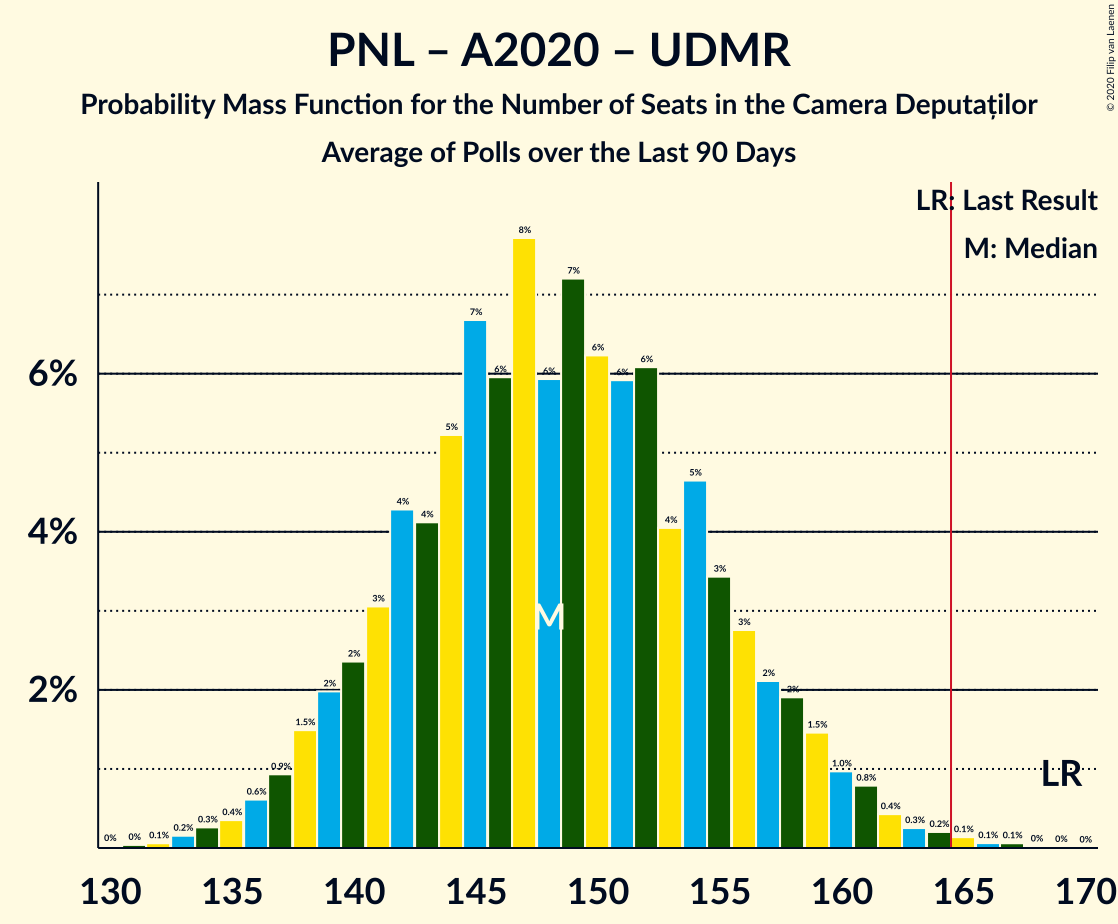 PNL – A2020 – UDMR
Probability Mass Function for the Number of Seats in the Camera Deputaților
Average of Polls over the Last 90 Days
© 2020 Filip van Laenen
LR: Last Result
M: Median
8%
7%
7%
6%
6% 6% 6% 6%
6%
5%
5%
4% 4% 4%
4%
3% 3%
M
3%
2% 2% 2% 2% 2%
1.5% 1.5%
LR
0.9% 1.0%
0.6% 0.8%
0% 0% 0.1% 0.2% 0.3% 0.4% 0.4% 0.3% 0.2% 0.1% 0.1% 0.1% 0% 0% 0%
130 135 140 145 150 155 160 165 170